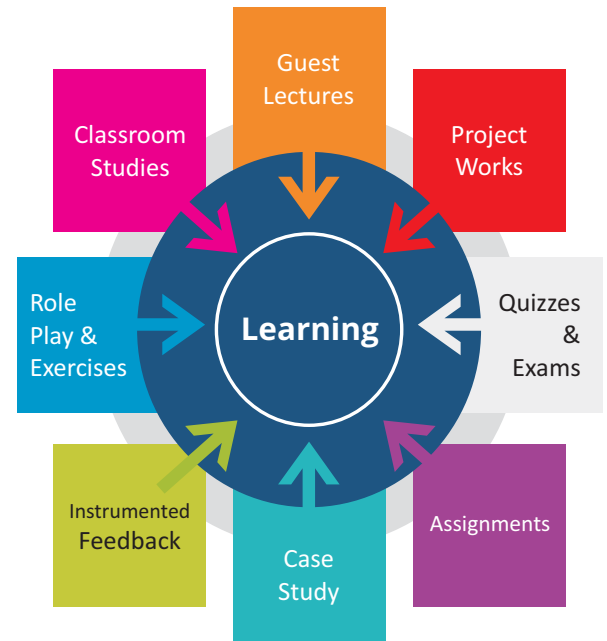 Guest
Lectures
Classroom
Studies
Project
Works
Role
Play &
Exercises
Learning
Quizzes
&
Exams
Instrumented
Feedback
Assignments
Case
Study